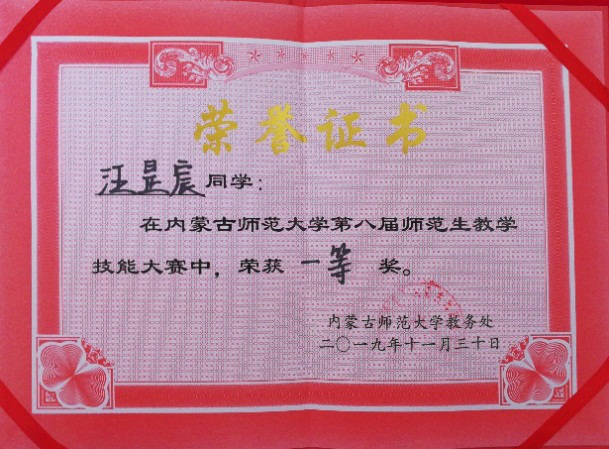 荣誉证书
汪昰宸同学：
在内蒙古师范大学第八届师范生教学
技能大赛中，荣获 一等 奖。
内蒙古师范大学教务处
二〇一九年十一月三十日